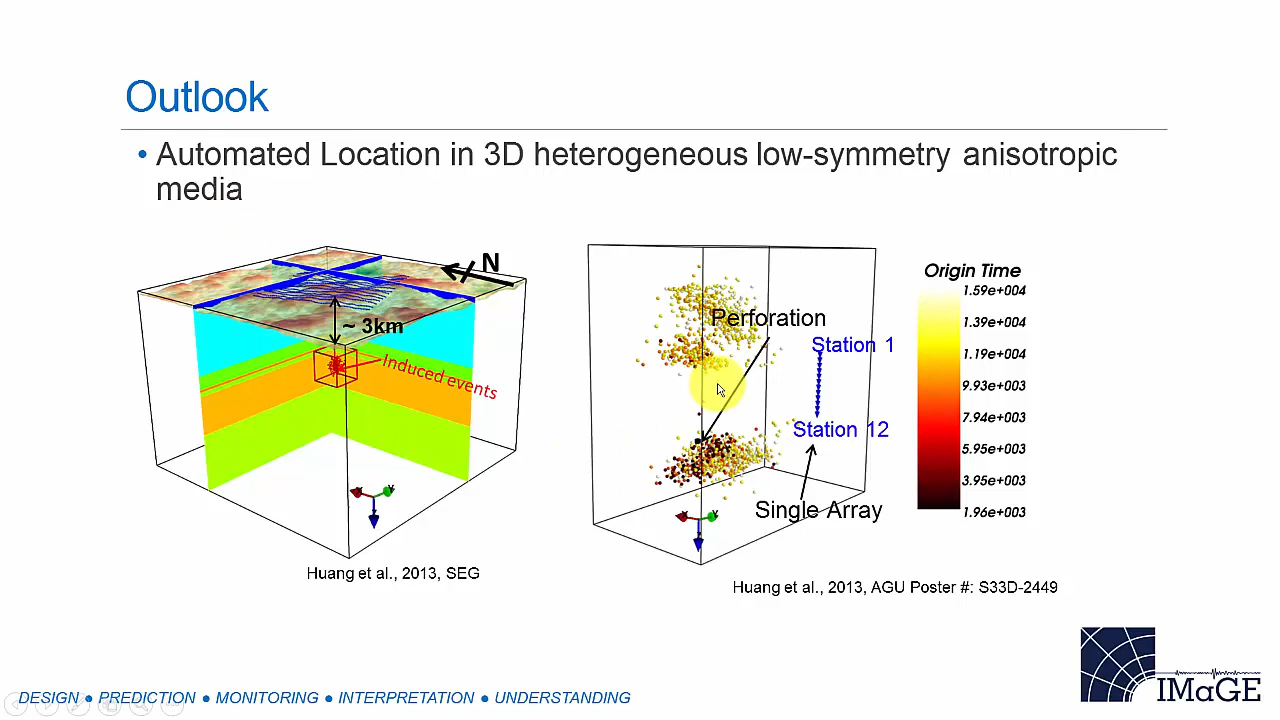 Outlook
• Automated Location in 3D heterogeneous low-symmetry anisotropic
media
N
~ 3km
Induced events
X Y
Huang et al., 2013, SEG
Perforation
Station 1
Station 12
Single Array
X Y
Origin Time
1.59e+004
1.39e+004
1.19e+004
9.93e+003
7.94e+003
5.95e+003
3.95e+003
1.96e+003
Huang et al., 2013, AGU Poster #: S33D-2449
DESIGN ● PREDICTION ● MONITORING ● INTERPRETATION ● UNDERSTANDING
IMaGE